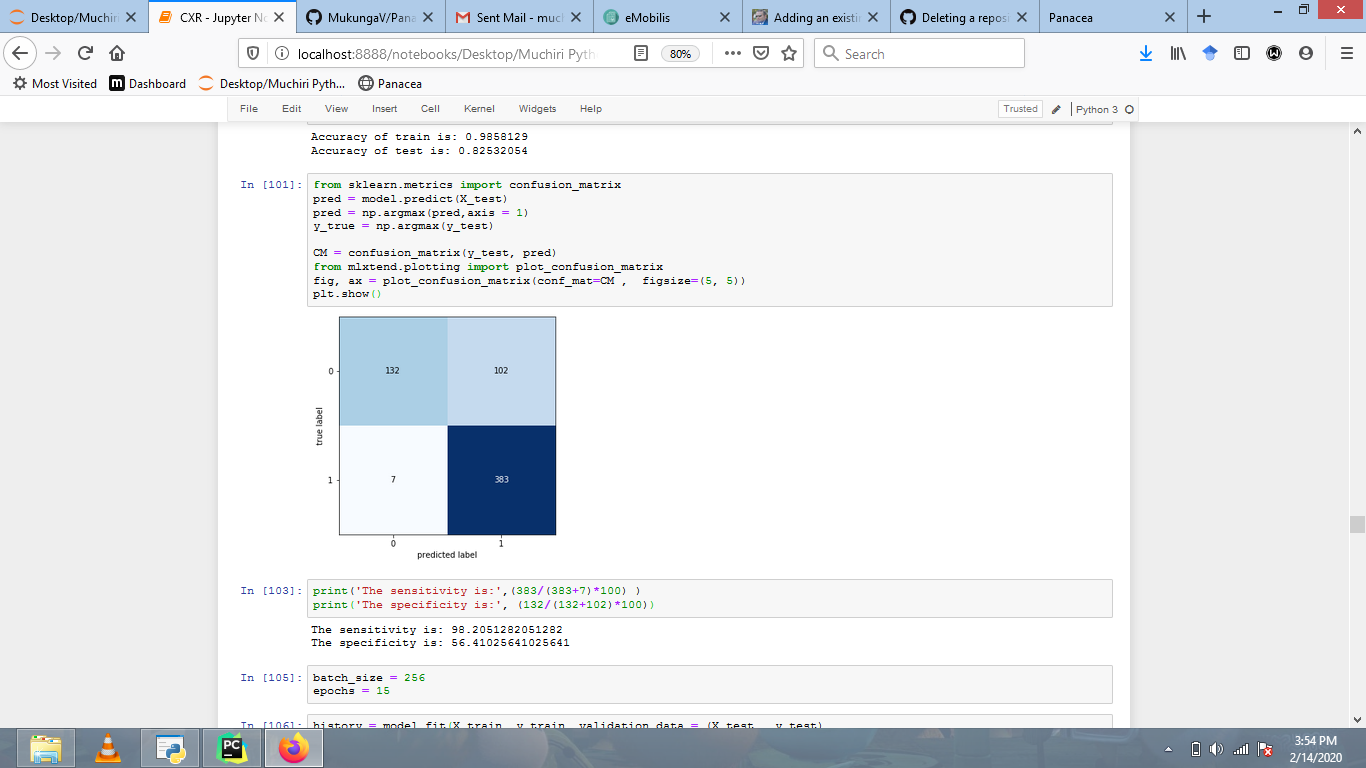 Desktop/Muchiri
CXR - Jupyter No
MukungaV/Pana
Sent Mail - much
eMobilis
Adding an existin
Deleting a reposi
Panacea
localhost:8888/notebooks/Desktop/Muchiri Pyth
80%
Search
Most Visited
m Dashboard
Desktop/Muchiri Pyth...
Panacea
File Edit View Insert Cell Kernel Widgets Help
Trusted
Python 3
Accuracy of train is: 0.9858129
Accuracy of test is: 0.82532054
In [101]:
from sklearn.metrics import confusion_matrix
pred = model.predict(X_test)
pred = np.argmax(pred,axis = 1)
y_true = np.argmax(y_test)
CM = confusion_matrix(y_test, pred)
from mlxtend.plotting import plot_confusion_matrix
fig, ax = plot_confusion_matrix(conf_mat=CM ,  figsize=(5, 5))
plt.show()
0
132
102
true label
1
7
383
0
1
predicted label
In [103]:
print('The sensitivity is:',(383/(383+7)*100) )
print('The specificity is:', (132/(132+102)*100))
The sensitivity is: 98.2051282051282
The specificity is: 56.41025641025641
In [105]:
batch_size = 256
epochs = 15
In [106]:
history = model.fit(X_train, y_train, validation_data = (X_test , y_test)
PC
3:54 PM
2/14/2020